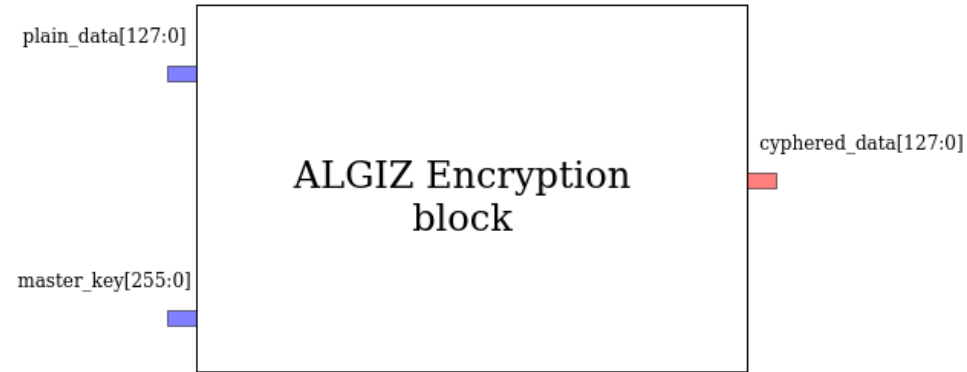 plain_data[127:0]
cyphered_data[127:0]
ALGIZ Encryption
block
master_key[255:0]